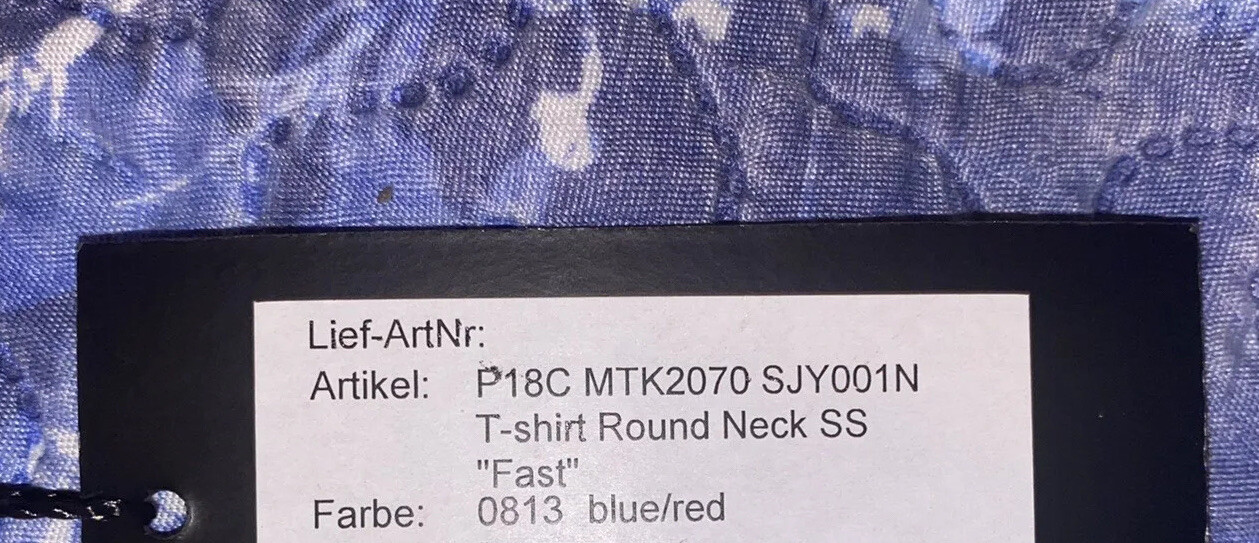 Lief-ArtNr:
Artikel: P18C MTK2070 SJY001N
T-shirt Round Neck SS
"Fast"
Farbe: 0813 blue/red